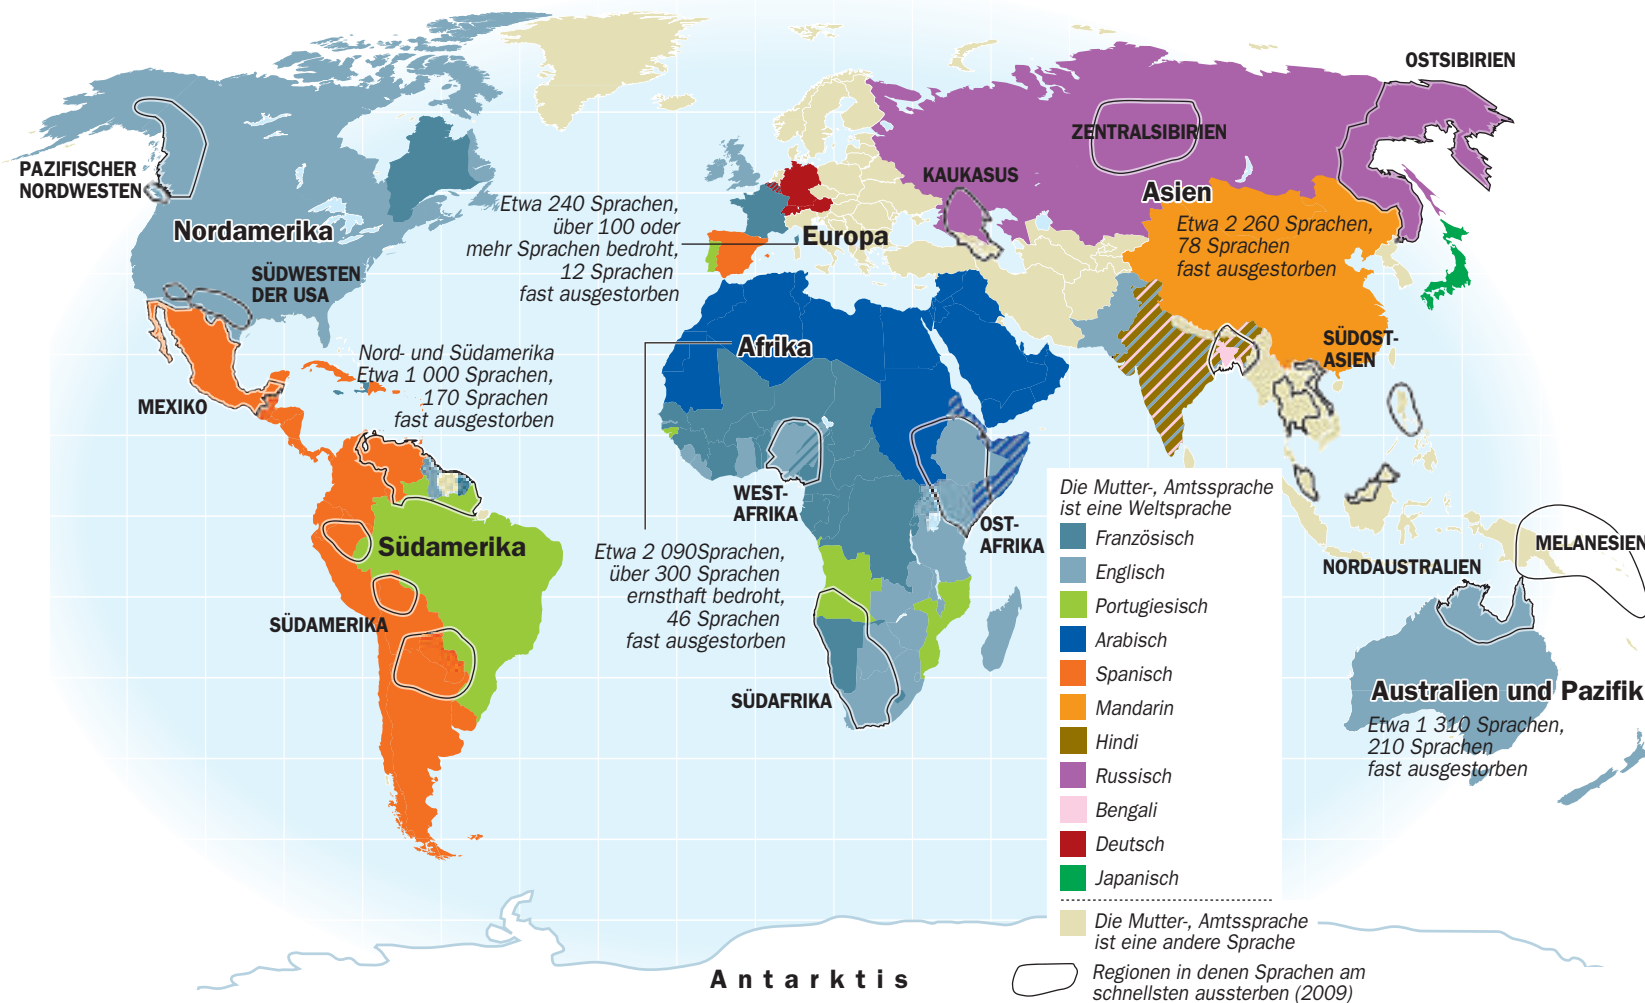 OSTSIBIRIEN
ZENTRALSIBIRIEN
PAZIFISCHER
NORDWESTEN
KAUKASUS
Asien
Etwa 2 260 Sprachen,
78 Sprachen
fast ausgestorben
Nordamerika
Etwa 240 Sprachen,
über 100 oder
mehr Sprachen bedroht,
12 Sprachen
fast ausgestorben
Europa
SÜDWESTEN
DER USA
Afrika
SÜDOST-
ASIEN
Nord- und Südamerika
Etwa 1 000 Sprachen,
170 Sprachen
fast ausgestorben
MEXIKO
WEST-
AFRIKA
OST-
AFRIKA
Südamerika
Etwa 2 090Sprachen,
über 300 Sprachen
ernsthaft bedroht,
46 Sprachen
fast ausgestorben
SÜDAMERIKA
SÜDAFRIKA
MELANESIEN
NORDAUSTRALIEN
Australien und Pazifik
Etwa 1 310 Sprachen,
210 Sprachen
fast ausgestorben
Die Mutter-, Amtssprache
ist eine Weltsprache
Französisch
Englisch
Portugiesisch
Arabisch
Spanisch
Mandarin
Hindi
Russisch
Bengali
Deutsch
Japanisch
Die Mutter-, Amtssprache
ist eine andere Sprache
Regionen in denen Sprachen am
schnellsten aussterben (2009)
Antarktis